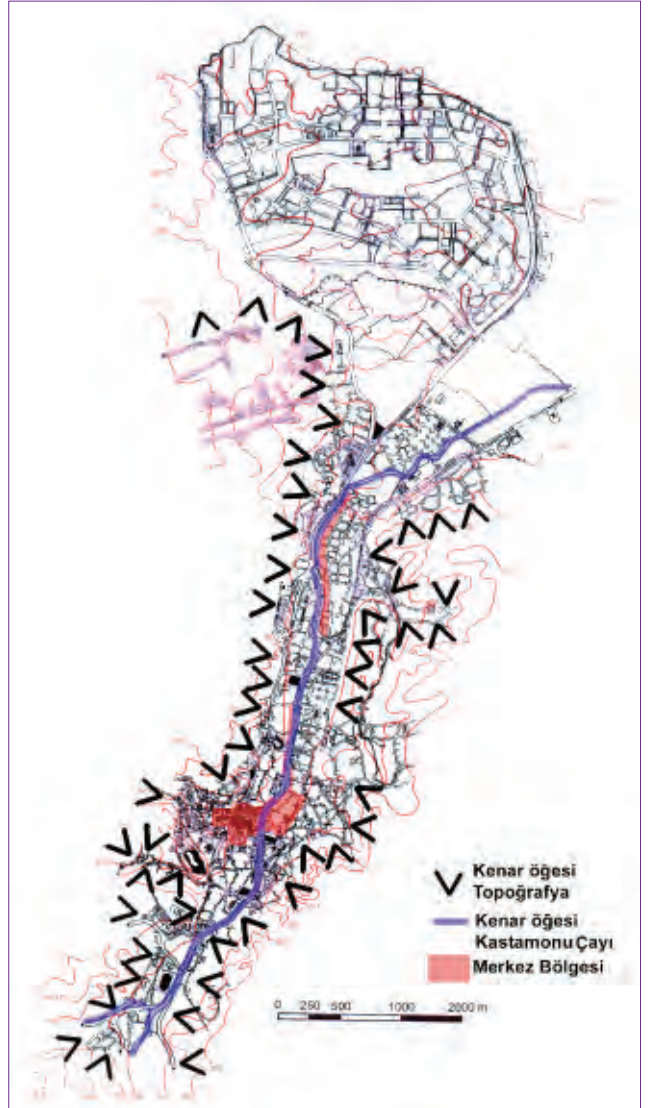 Kenar öğesi
Topoğrafya
Kenar öğesi
Kastamonu Çayı
Merkez Bölgesi
0 250 500 1000 2000 m